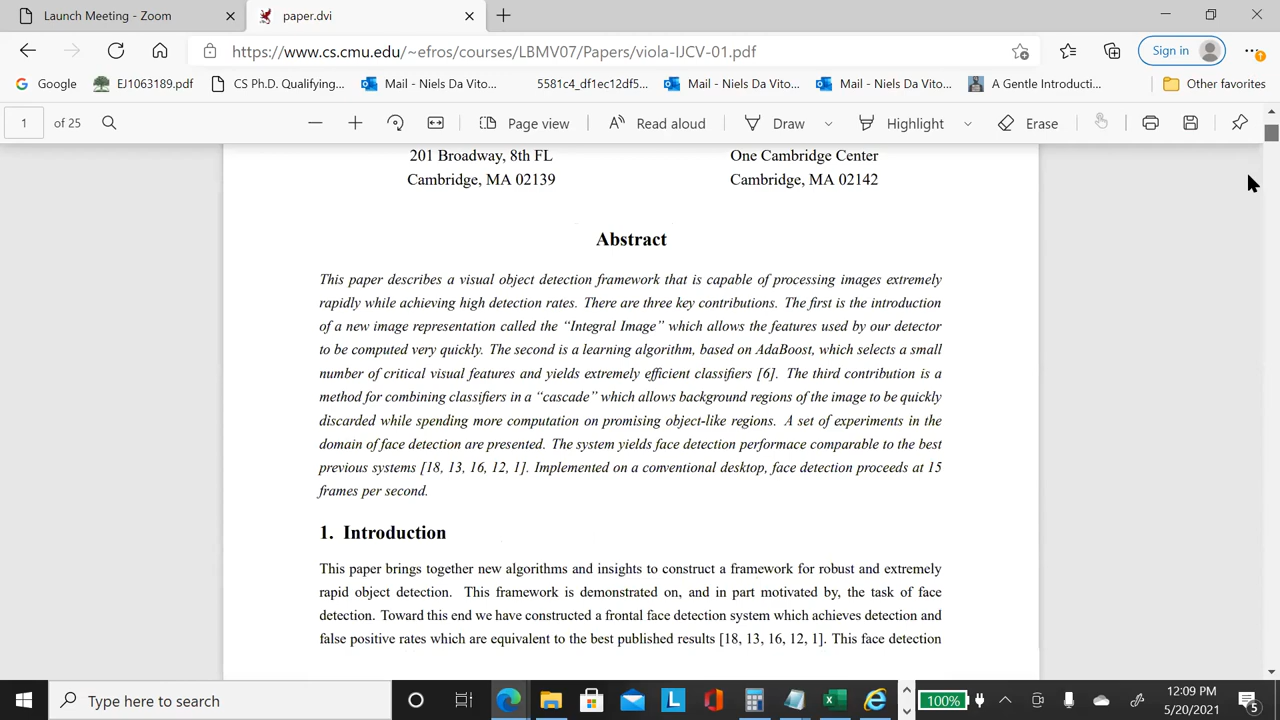 Launch Meeting - Zoom
paper.dvi
https://www.cs.cmu.edu/~efros/courses/LBMV07/Papers/viola-IJCV-01.pdf
Sign in
Google
EJ1063189.pdf
CS Ph.D. Qualifying...
Mail - Niels Da Vito...
5581c4_df1ec12df5...
Mail - Niels Da Vito...
Mail - Niels Da Vito...
A Gentle Introducti...
Other favorites
1 of 25
Page view
Read aloud
Draw
Highlight
Erase
201 Broadway, 8th FL
One Cambridge Center
Cambridge, MA 02139
Cambridge, MA 02142
Abstract
This paper describes a visual object detection framework that is capable of processing images extremely
rapidly while achieving high detection rates. There are three key contributions. The first is the introduction
of a new image representation called the “Integral Image” which allows the features used by our detector
to be computed very quickly. The second is a learning algorithm, based on AdaBoost, which selects a small
number of critical visual features and yields extremely efficient classifiers [6]. The third contribution is a
method for combining classifiers in a “cascade” which allows background regions of the image to be quickly
discarded while spending more computation on promising object-like regions. A set of experiments in the
domain of face detection are presented. The system yields face detection performace comparable to the best
previous systems [18, 13, 16, 12, 1]. Implemented on a conventional desktop, face detection proceeds at 15
frames per second.
1. Introduction
This paper brings together new algorithms and insights to construct a framework for robust and extremely
rapid object detection. This framework is demonstrated on, and in part motivated by, the task of face
detection. Toward this end we have constructed a frontal face detection system which achieves detection and
false positive rates which are equivalent to the best published results [18, 13, 16, 12, 1]. This face detection
Type here to search
100%
12:09 PM
5/20/2021
5